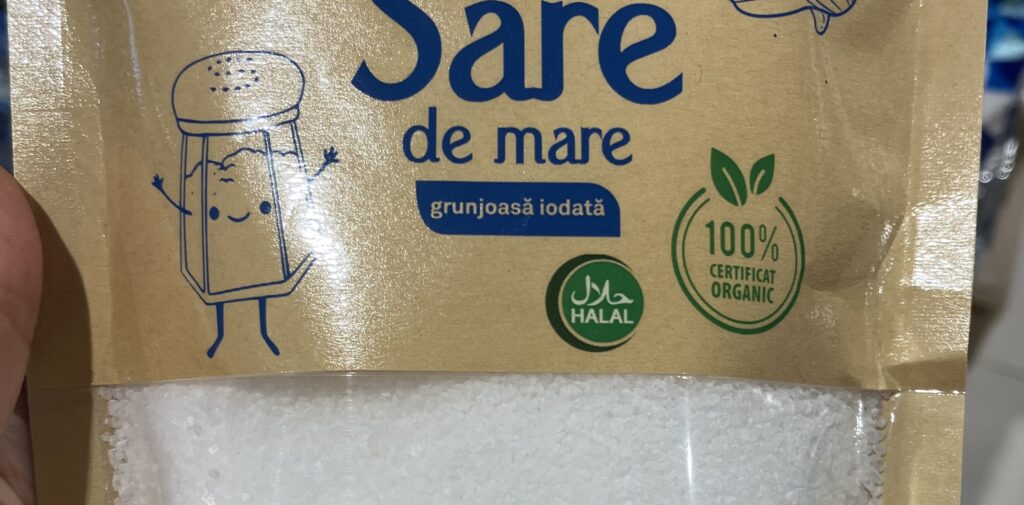 Sare
de mare
grunjoasă iodată
100%
CERTIFICAT
ORGANIC
حلال
HALAL